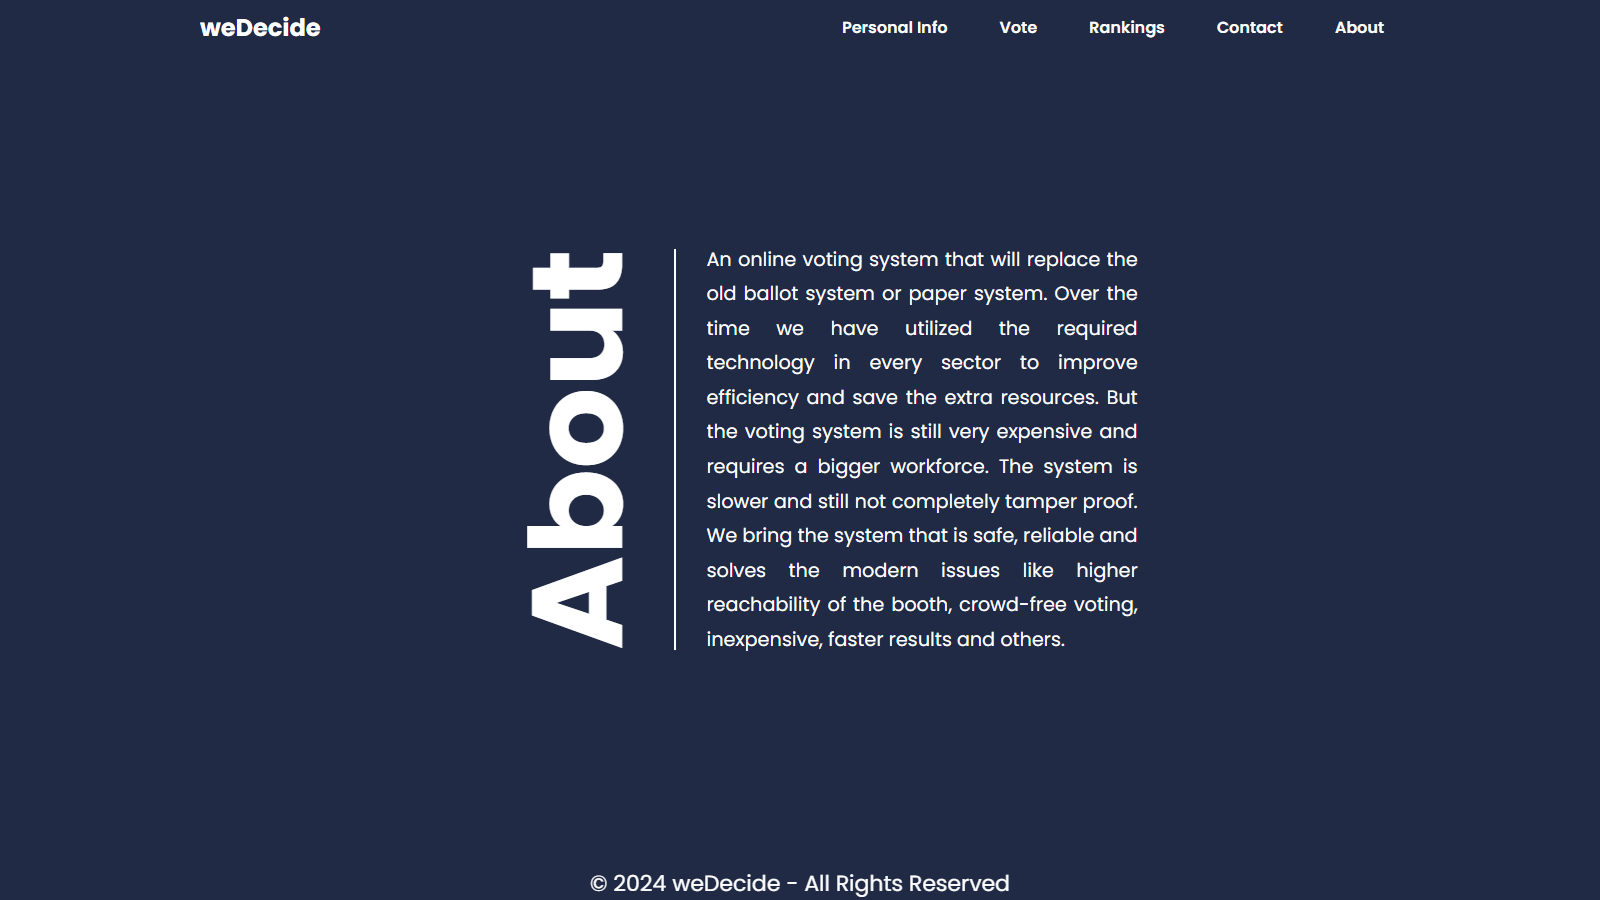 weDecide
Personal Info
Vote
Rankings
Contact
About
About
An online voting system that will replace the
old ballot system or paper system. Over the
time we have utilized the required
technology in every sector to improve
efficiency and save the extra resources. But
the voting system is still very expensive and
requires a bigger workforce. The system is
slower and still not completely tamper proof.
We bring the system that is safe, reliable and
solves the modern issues like higher
reachability of the booth, crowd-free voting,
inexpensive, faster results and others.
© 2024 weDecide - All Rights Reserved